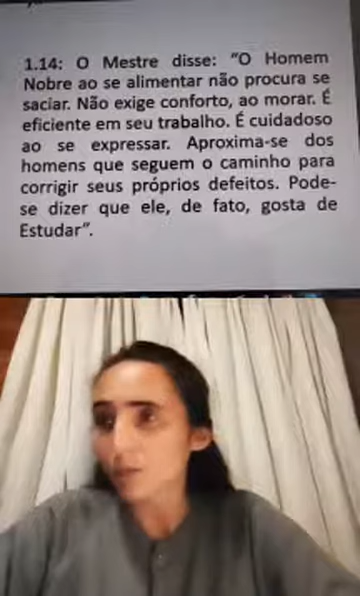 1.14: O Mestre disse: “O Homem
Nobre ao se alimentar não procura se
saciar. Não exige conforto, ao morar. É
eficiente em seu trabalho. É cuidadoso
ao se expressar. Aproxima-se dos
homens que seguem o caminho para
corrigir seus próprios defeitos. Pode-
se dizer que ele, de fato, gosta de
Estudar”.